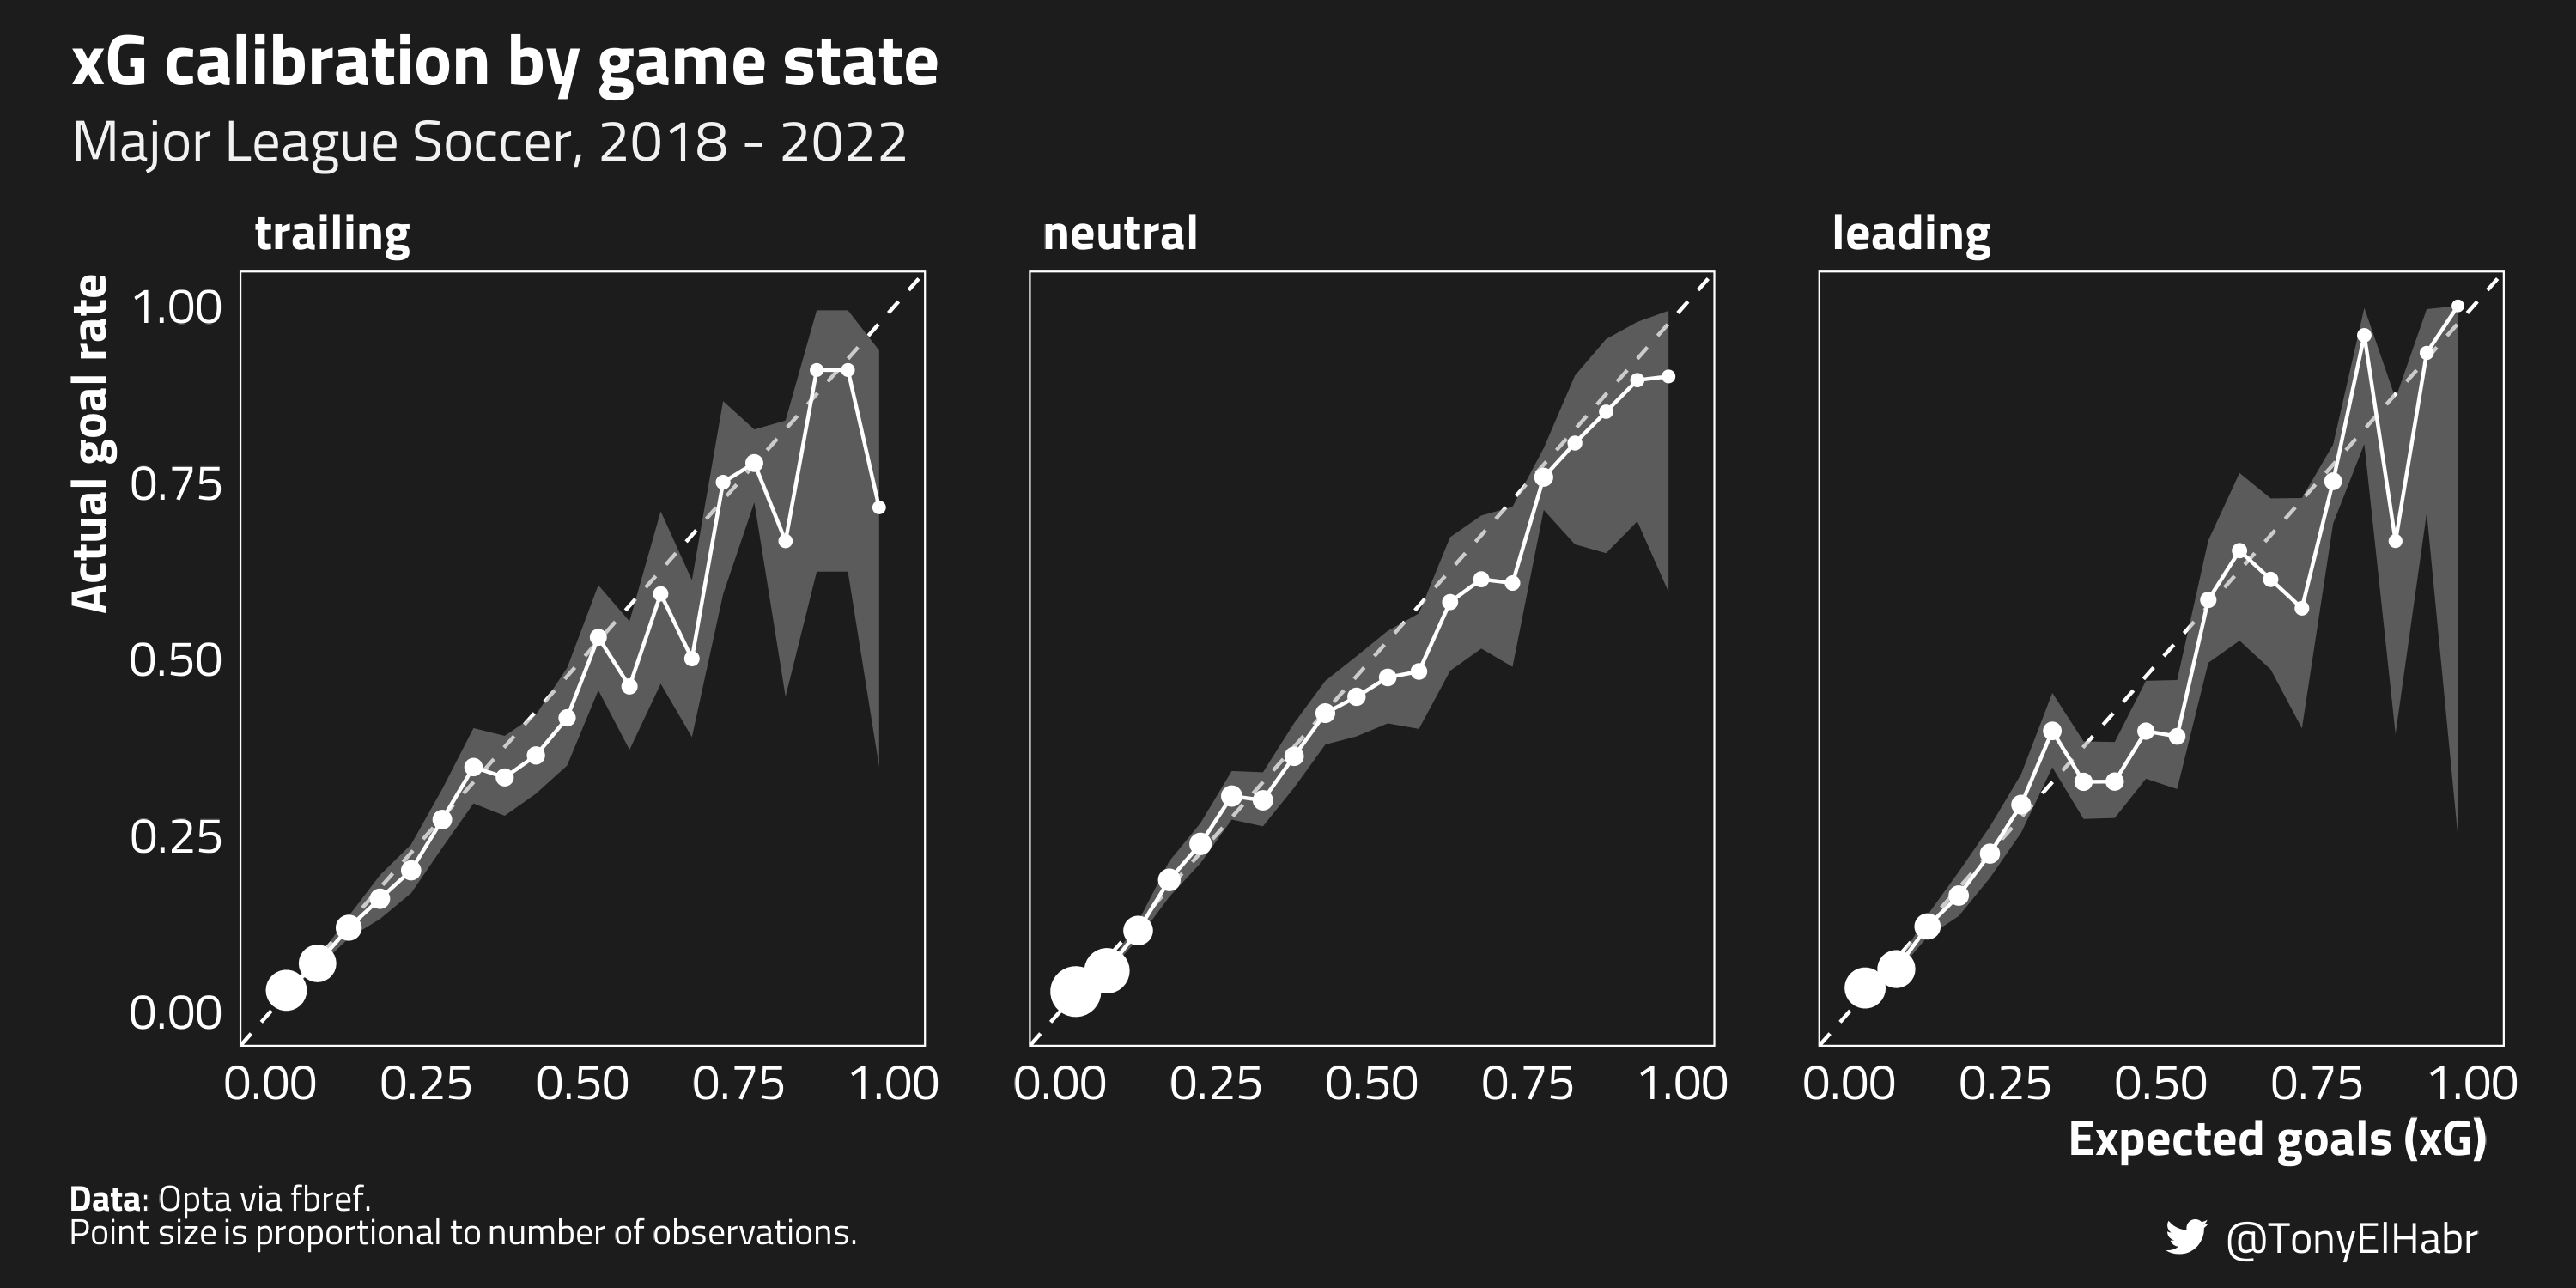 xG calibration by game state
Major League Soccer, 2018 - 2022
trailing
neutral
leading
Actual goal rate
1.00
0.75
0.50
0.25
0.00
0.00 0.25 0.50 0.75 1.00
0.00 0.25 0.50 0.75 1.00
0.00 0.25 0.50 0.75 1.00
Expected goals (xG)
Data: Opta via fbref.
Point size is proportional to number of observations.
@TonyElHabr